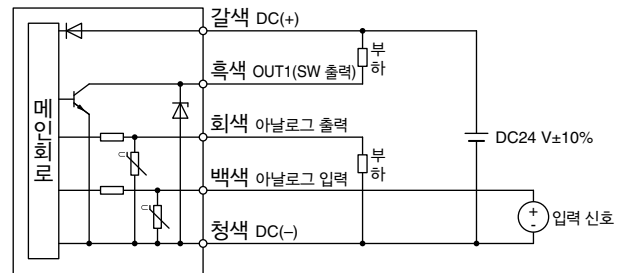 갈색 DC(+)
부하
흑색 OUT1(SW 출력)
메인회로
회색 아날로그 출력
부하
DC24 V±10%
백색 아날로그 입력
+
-
입력 신호
청색 DC(–)